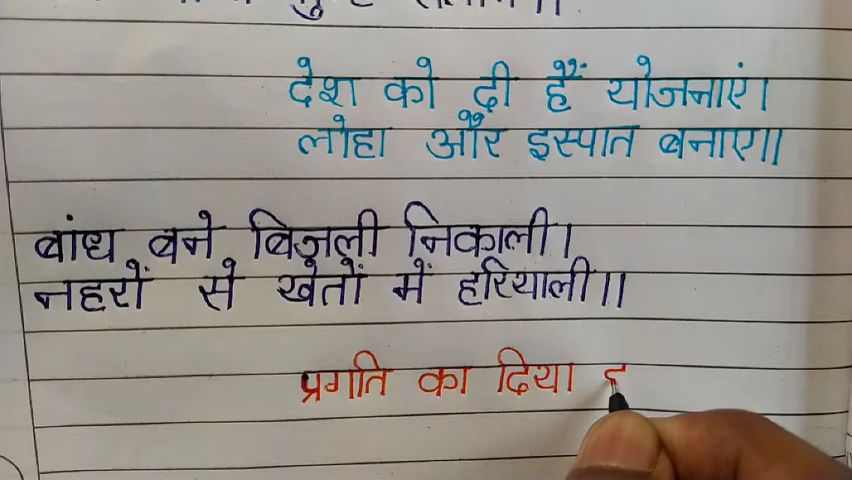 देश को दी हैं योजनाएं।
लोहा और इस्पात बनाए॥
बांध बने बिजली निकाली।
नहरों से खेतों में हरियाली॥
प्रगति का दिया